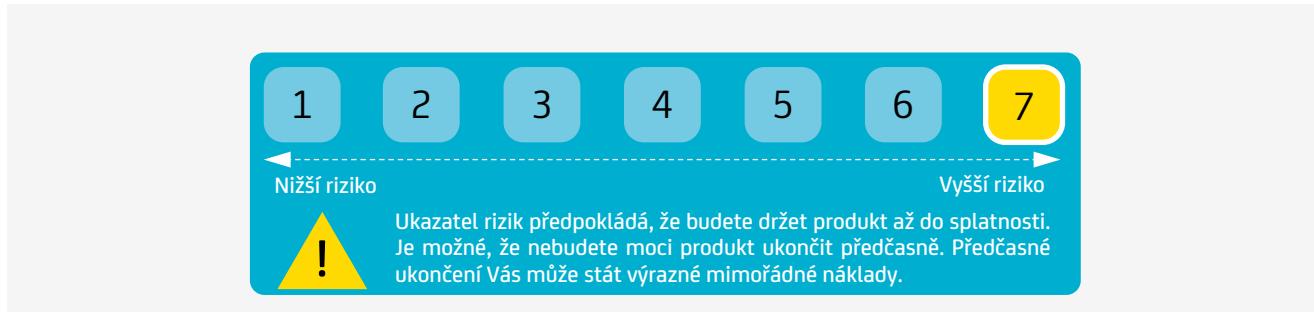 1 2 3 4 5 6 7
Nižší riziko Vyšší riziko
!
Ukazatel rizik předpokládá, že budete držet produkt až do splatnosti.
Je možné, že nebudete moci produkt ukončit předčasně. Předčasné
ukončení Vás může stát výrazné mimořádné náklady.